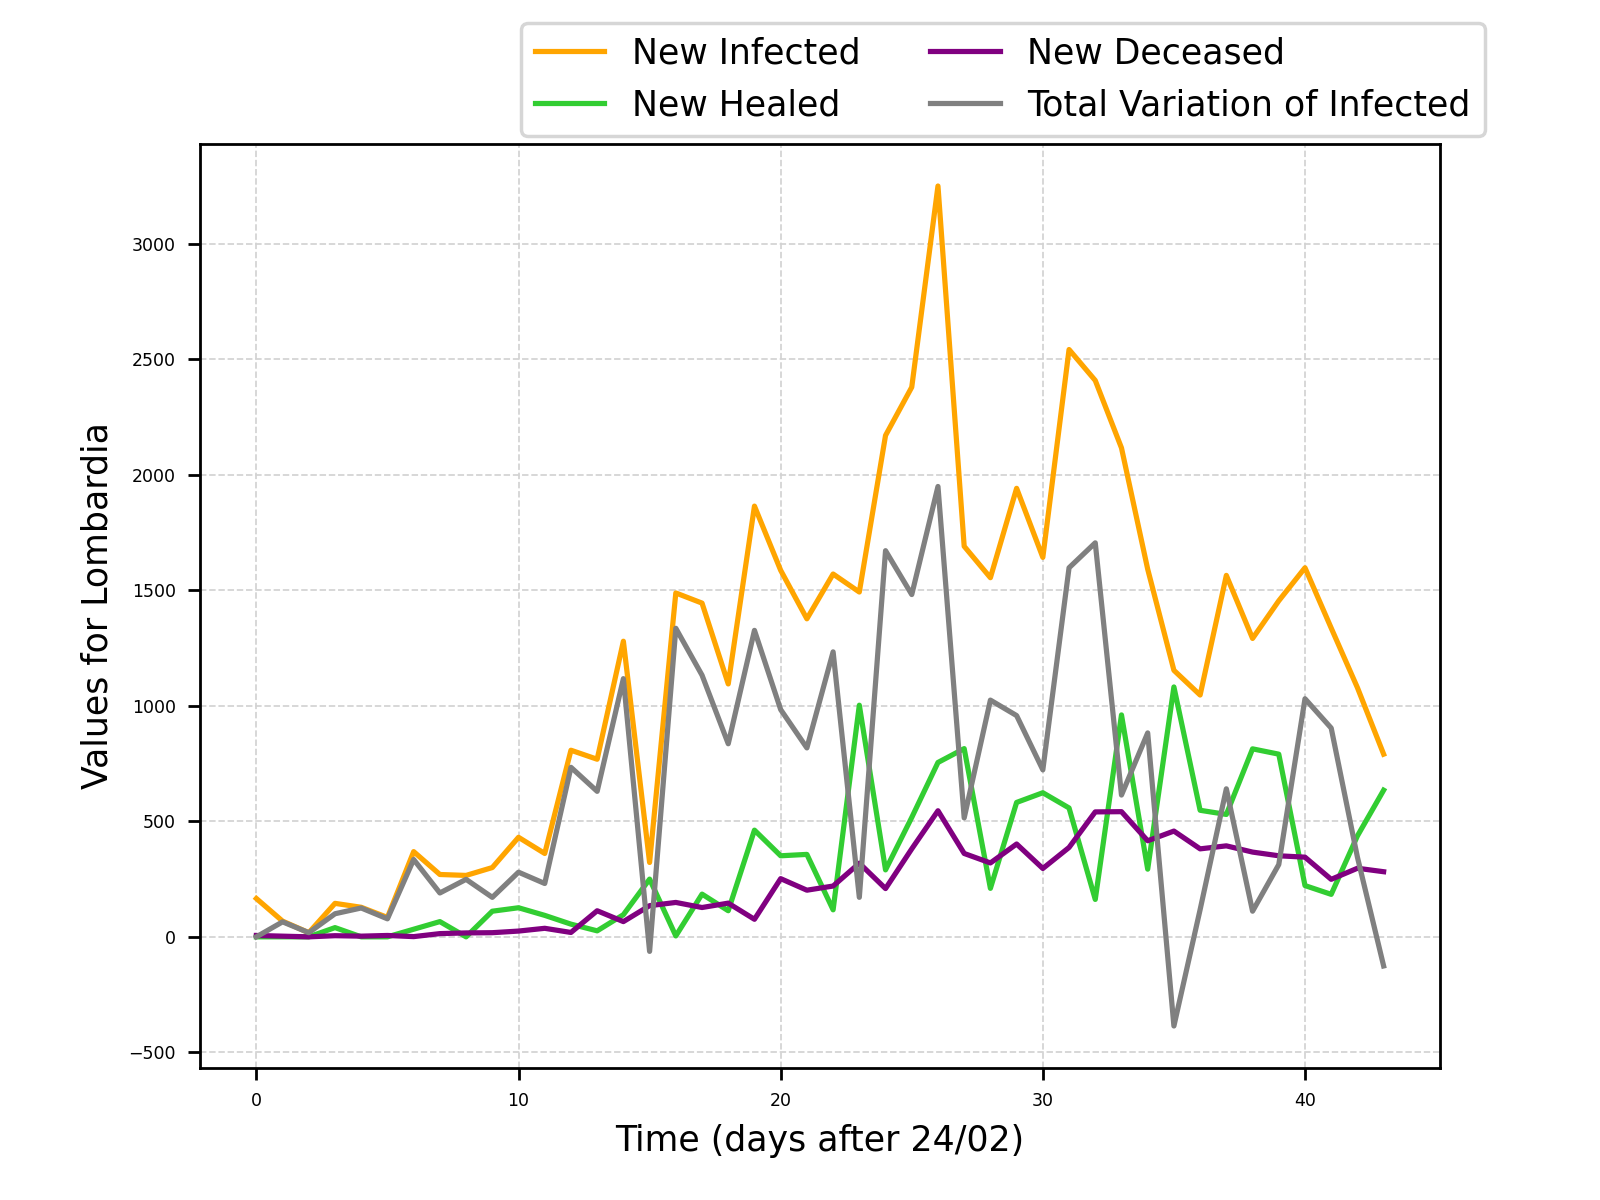 New Infected
New Healed
New Deceased
Total Variation of Infected
Values for Lombardia
3000
2500
2000
1500
1000
500
0
−500
0 10 20 30 40
Time (days after 24/02)